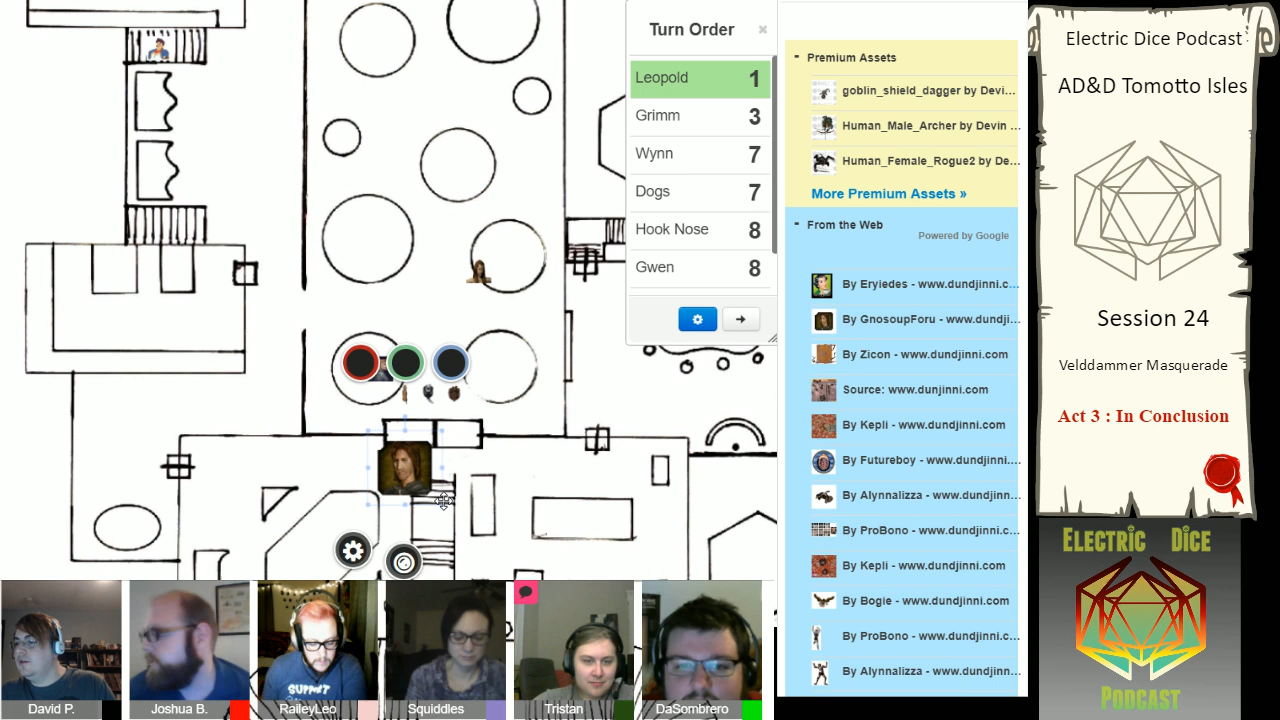 Turn Order ×
Leopold 1
Grimm 3
Wynn 7
Dogs 7
Hook Nose 8
Gwen 8
Premium Assets
goblin_shield_dagger by Devi...
Human_Male_Archer by Devin ...
Human_Female_Rogue2 by De...
More Premium Assets »
From the Web
Powered by Google
By Eryiedes - www.dundjinni.c...
By GnosoupForu - www.dundji...
By Zicon - www.dundjinni.com
Source: www.dunjinni.com
By Kepli - www.dundjinni.com
By Futureboy - www.dundjinni....
By Alynnalizza - www.dundjinn...
By ProBono - www.dundjinni.c...
By Kepli - www.dundjinni.com
By Bogie - www.dundjinni.com
By ProBono - www.dundjinni.c...
By Alynnalizza - www.dundjinn...
Electric Dice Podcast
AD&D Tomotto Isles
Session 24
Velddammer Masquerade
Act 3 : In Conclusion
Electric Dice
Podcast
SUPPORT
David P.
Joshua B.
RaileyLeo
Squiddles
Tristan
DaSombrero